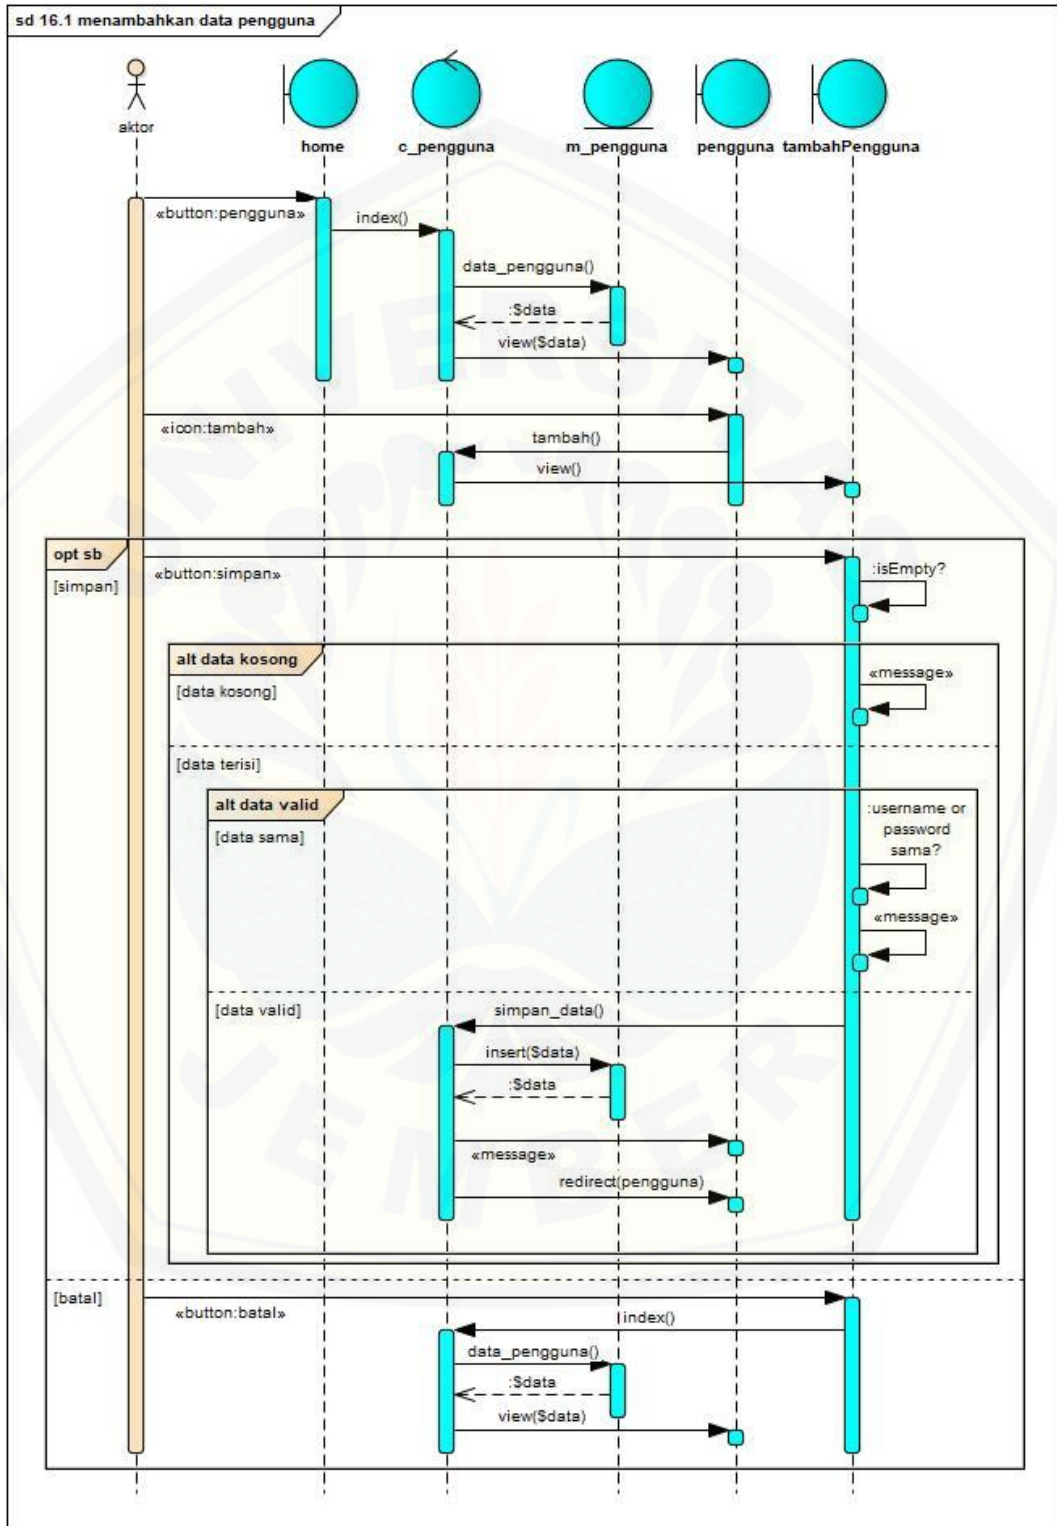 sd 16.1 menambahkan data pengguna
aktor
home
c_pengguna
m_pengguna
pengguna
tambahPengguna
«button:pengguna»
index()
data_pengguna()
:$data
view($data)
«icon:tambah»
tambah()
view()
opt sb
[simpan]
«button:simpan»
:isEmpty?
alt data kosong
[data kosong]
«message»
[data terisi]
alt data valid
[data sama]
:username or
password
sama?
«message»
[data valid]
simpan_data()
insert($data)
:$data
«message»
redirect(pengguna)
[batal]
«button:batal»
index()
data_pengguna()
:$data
view($data)
UNIVERSITAS
JEMBER